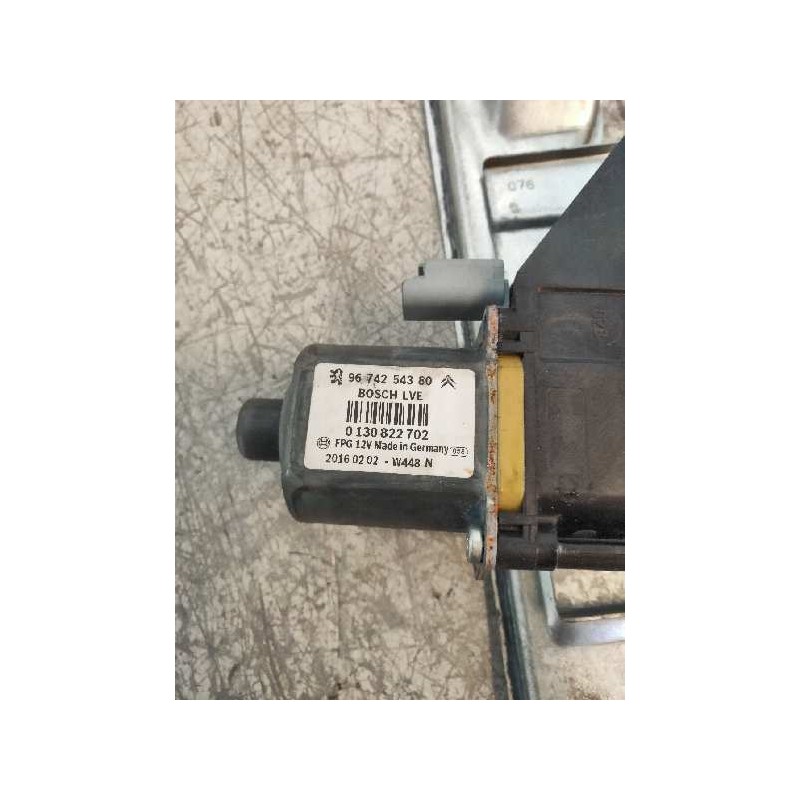 076
96 742 543 80
BOSCH LVE
0 130 822 702
FPG 12V Made in Germany
2016 02 02 - W448 N